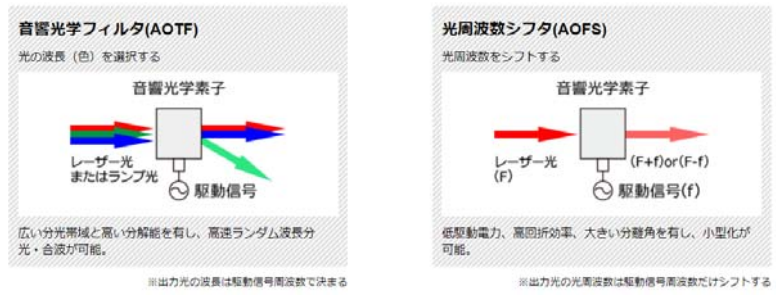 音響光学フィルタ(AOTF)
光の波長（色）を選択する
音響光学素子
レーザー光
またはランプ光
駆動信号
広い分光帯域と高い分解能を有し、高速ランダム波長分
光・合波が可能。
※出力光の波長は駆動信号周波数で決まる
光周波数シフタ(AOFS)
光周波数をシフトする
音響光学素子
レーザー光
(F)
(F+f)or(F-f)
駆動信号(f)
低駆動電力、高回折効率、大きい分離角を有し、小型化が
可能。
※出力光の光周波数は駆動信号周波数だけシフトする